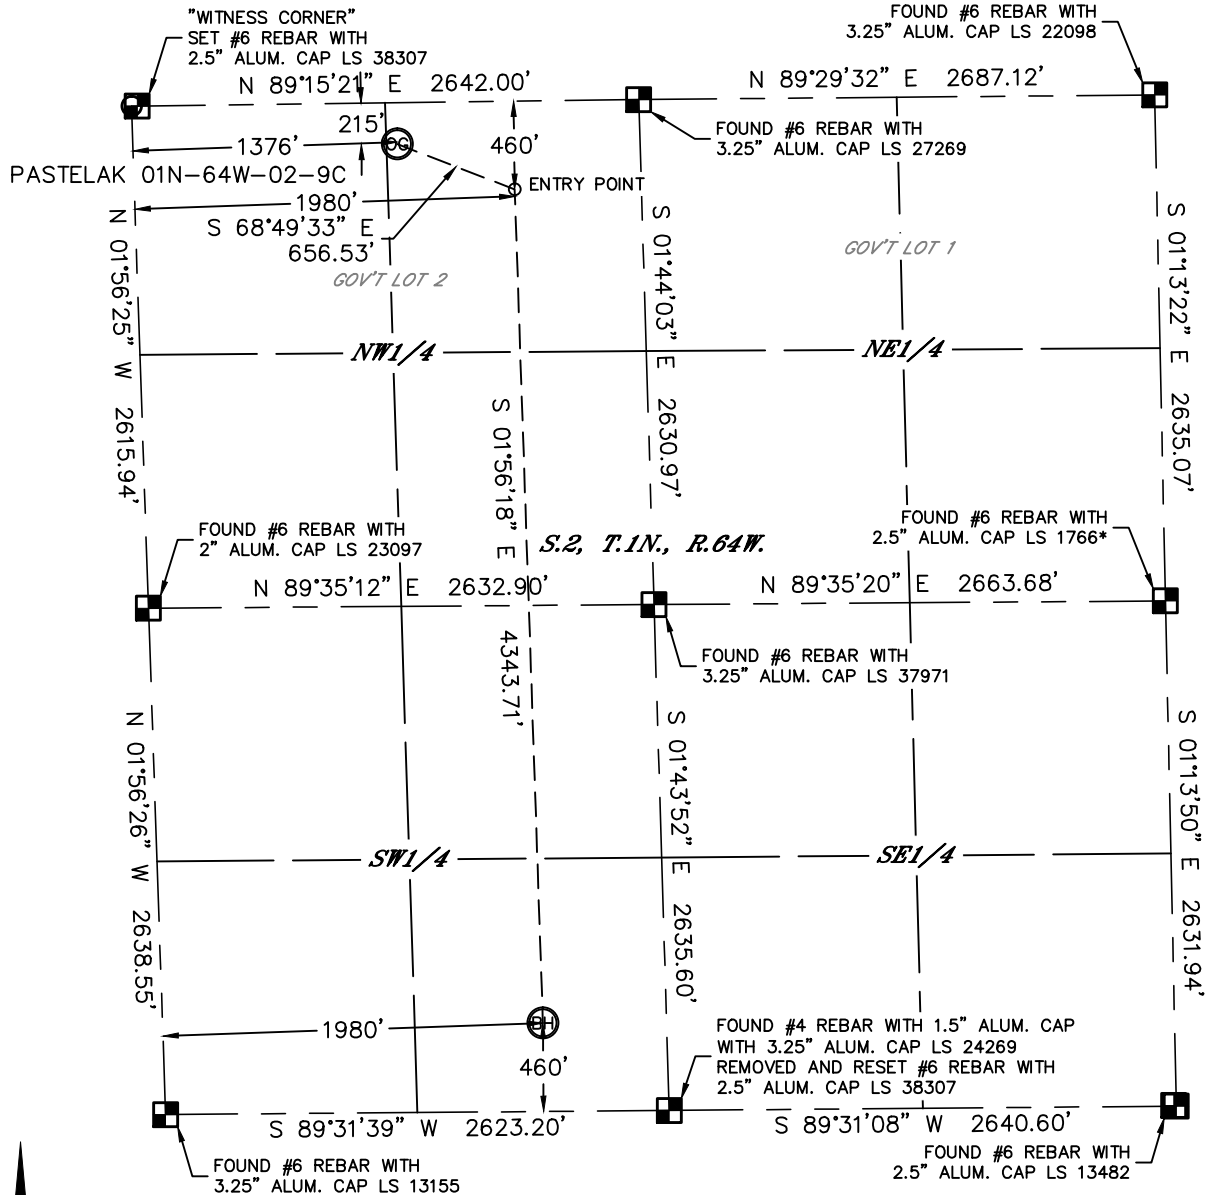 "WITNESS CORNER"
SET #6 REBAR WITH
2.5" ALUM. CAP LS 38307
FOUND #6 REBAR WITH
3.25" ALUM. CAP LS 22098
N 89°15'21" E 2642.00'
N 89°29'32" E 2687.12'
215'
OG
1376'
460'
FOUND #6 REBAR WITH
3.25" ALUM. CAP LS 27269
PASTELAK 01N-64W-02-9C
ENTRY POINT
1980'
S 68°49'33" E
656.53'
GOV'T LOT 2
GOV'T LOT 1
N 01°56'25" W 2615.94'
S 01°44'03" E 2630.97'
S 01°13'22" E 2635.07'
NW1/4
NE1/4
S 01°56'18" E 4343.71'
FOUND #6 REBAR WITH
2" ALUM. CAP LS 23097
S.2, T.1N., R.64W.
FOUND #6 REBAR WITH
2.5" ALUM. CAP LS 1766*
N 89°35'12" E 2632.90'
N 89°35'20" E 2663.68'
FOUND #6 REBAR WITH
3.25" ALUM. CAP LS 37971
N 01°56'26" W 2638.55'
S 01°43'52" E 2635.60'
S 01°13'50" E 2631.94'
SW1/4
SE1/4
1980'
BH
460'
FOUND #4 REBAR WITH 1.5" ALUM. CAP
WITH 3.25" ALUM. CAP LS 24269
REMOVED AND RESET #6 REBAR WITH
2.5" ALUM. CAP LS 38307
S 89°31'39" W 2623.20'
S 89°31'08" W 2640.60'
FOUND #6 REBAR WITH
3.25" ALUM. CAP LS 13155
FOUND #6 REBAR WITH
2.5" ALUM. CAP LS 13482